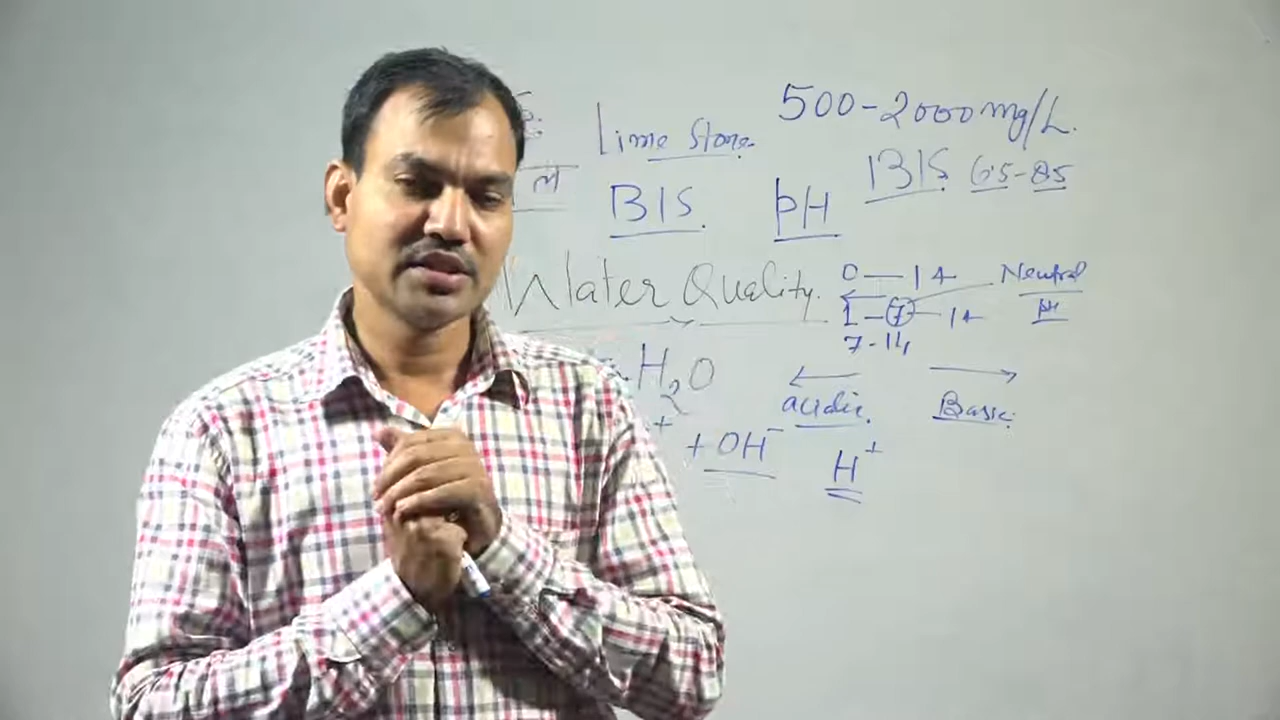 500-2000mg/L.
Lime Stone.
BIS 6.5-8.5
ल
BIS. pH
Water Quality.
0 — 14
Neutral
1 - 7 - 14
pH
7-14
H2O
acidic.
Basic.
+
+ OH-
H+